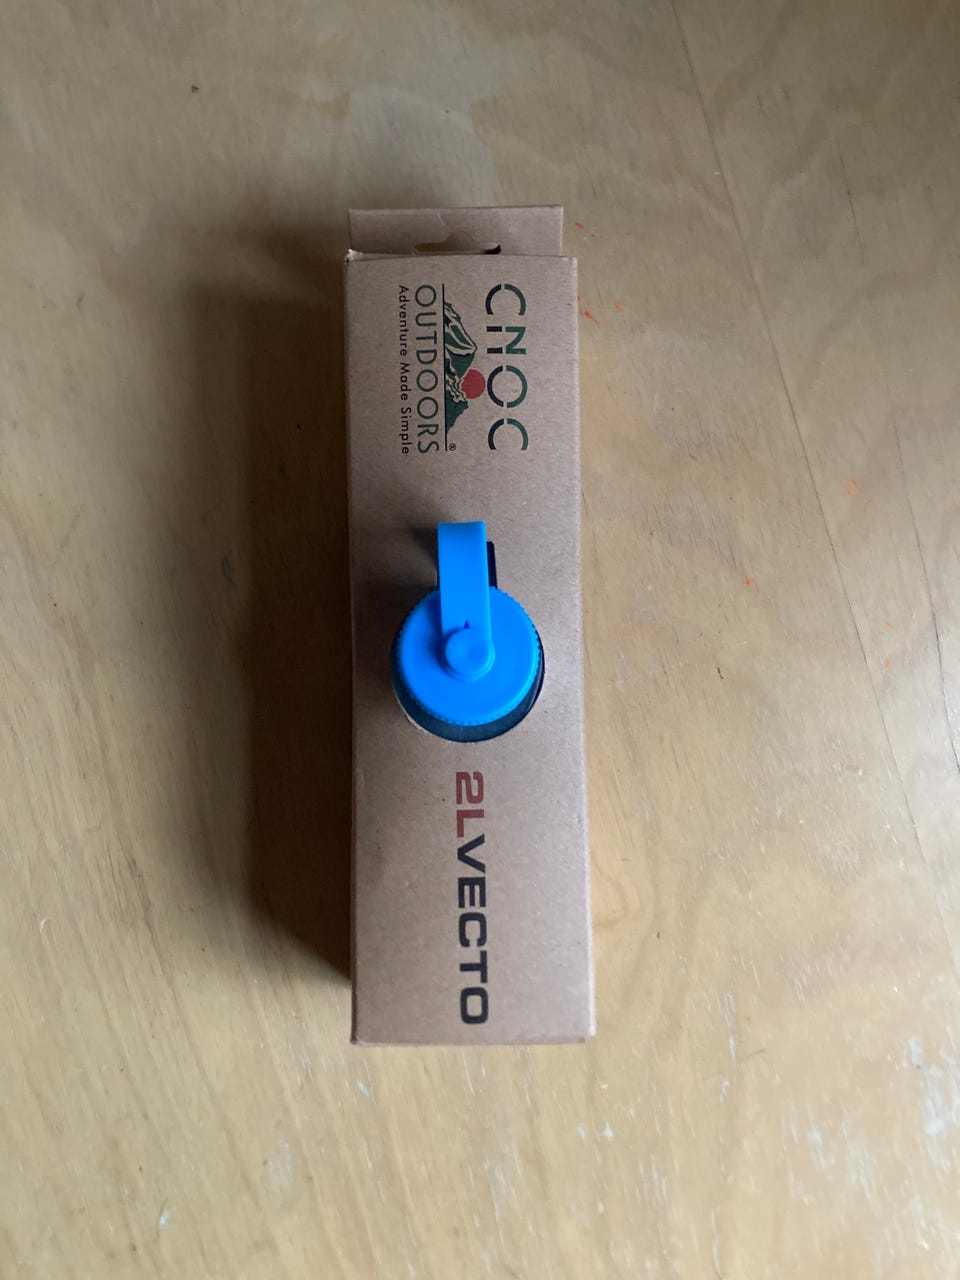 CNOC
OUTDOORS®
Adventure Made Simple
2LVECTO